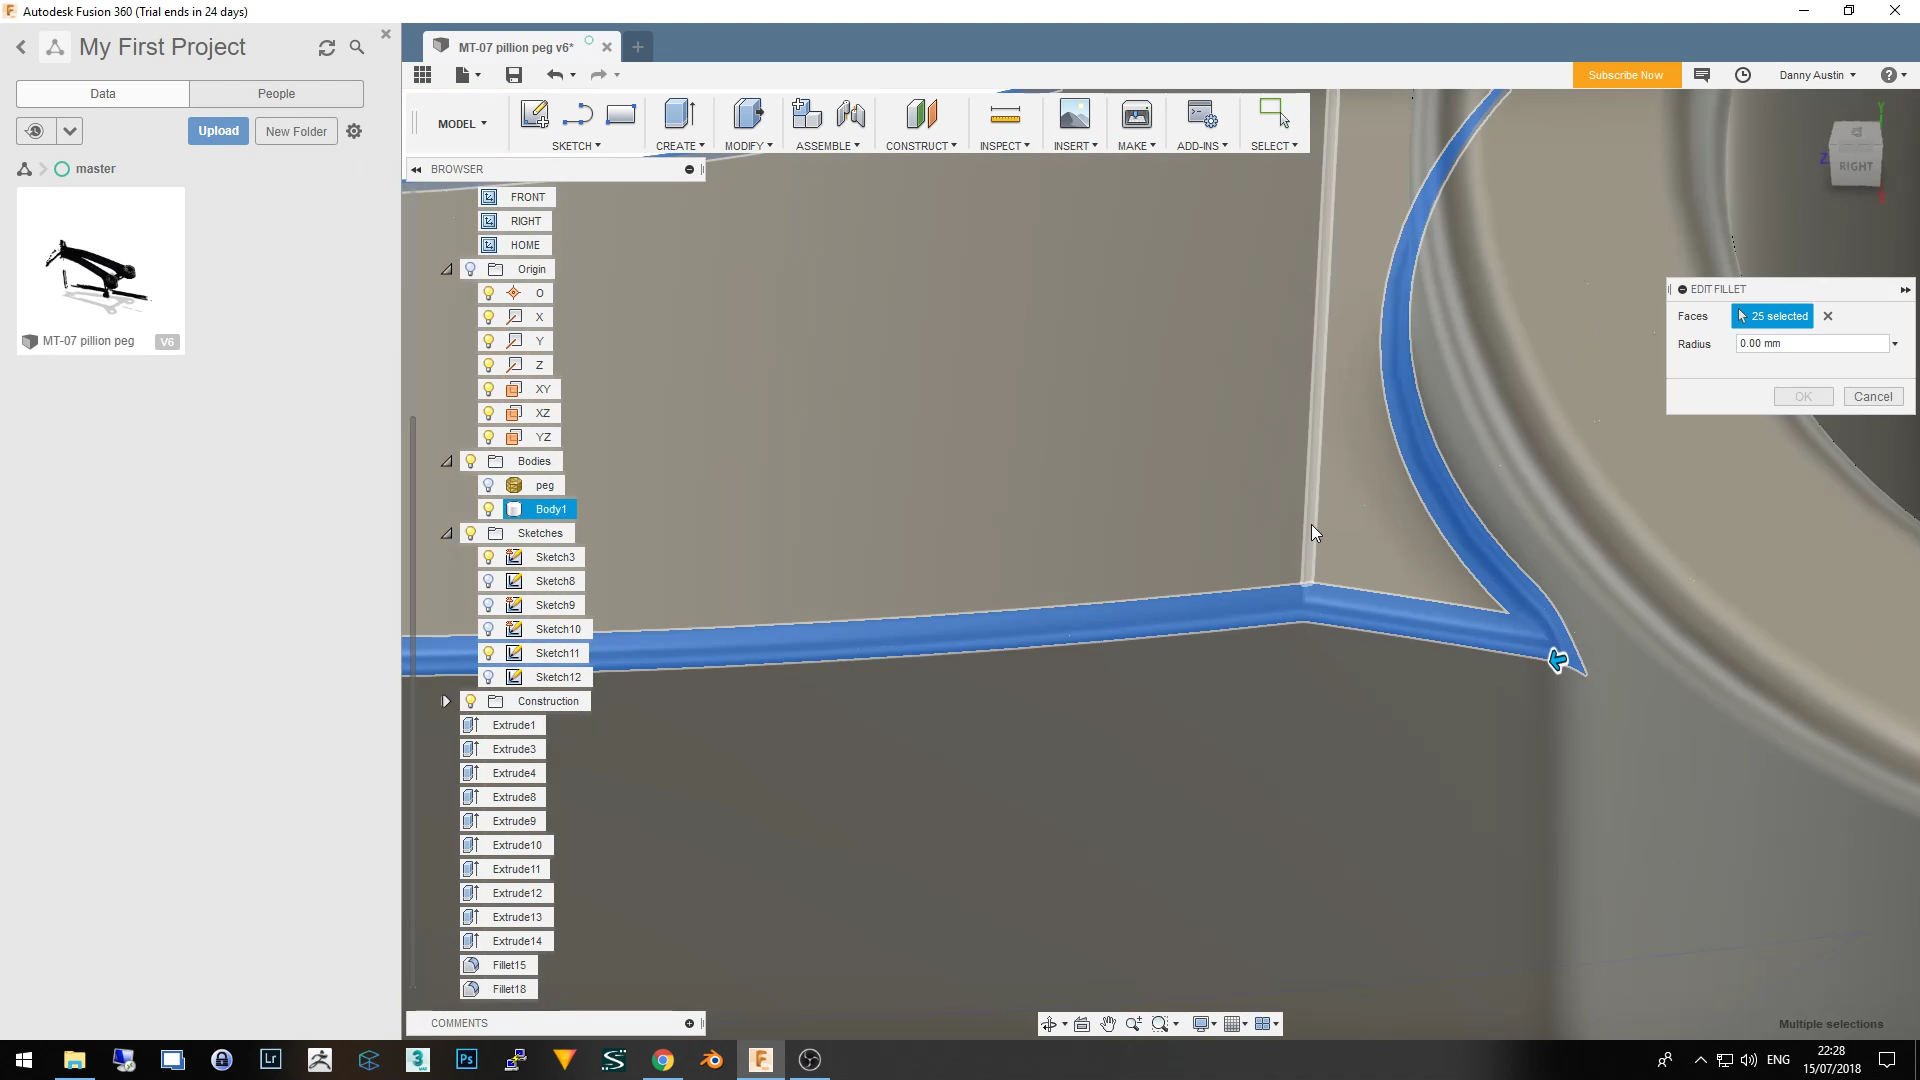 Autodesk Fusion 360 (Trial ends in 24 days)
My First Project
Data
People
Upload
New Folder
master
MT-07 pillion peg
V6
MT-07 pillion peg v6*
Subscribe Now
Danny Austin
MODEL
SKETCH
CREATE
MODIFY
ASSEMBLE
CONSTRUCT
INSPECT
INSERT
MAKE
ADD-INS
SELECT
BROWSER
FRONT
RIGHT
HOME
Origin
O
X
Y
Z
XY
XZ
YZ
Bodies
peg
Body1
Sketches
Sketch3
Sketch8
Sketch9
Sketch10
Sketch11
Sketch12
Construction
Extrude1
Extrude3
Extrude4
Extrude8
Extrude9
Extrude10
Extrude11
Extrude12
Extrude13
Extrude14
Fillet15
Fillet18
COMMENTS
Y
Z
RIGHT
EDIT FILLET
Faces
25 selected
Radius
0.00 mm
OK
Cancel
Multiple selections
Lr
3
Ps
ENG
22:28
15/07/2018